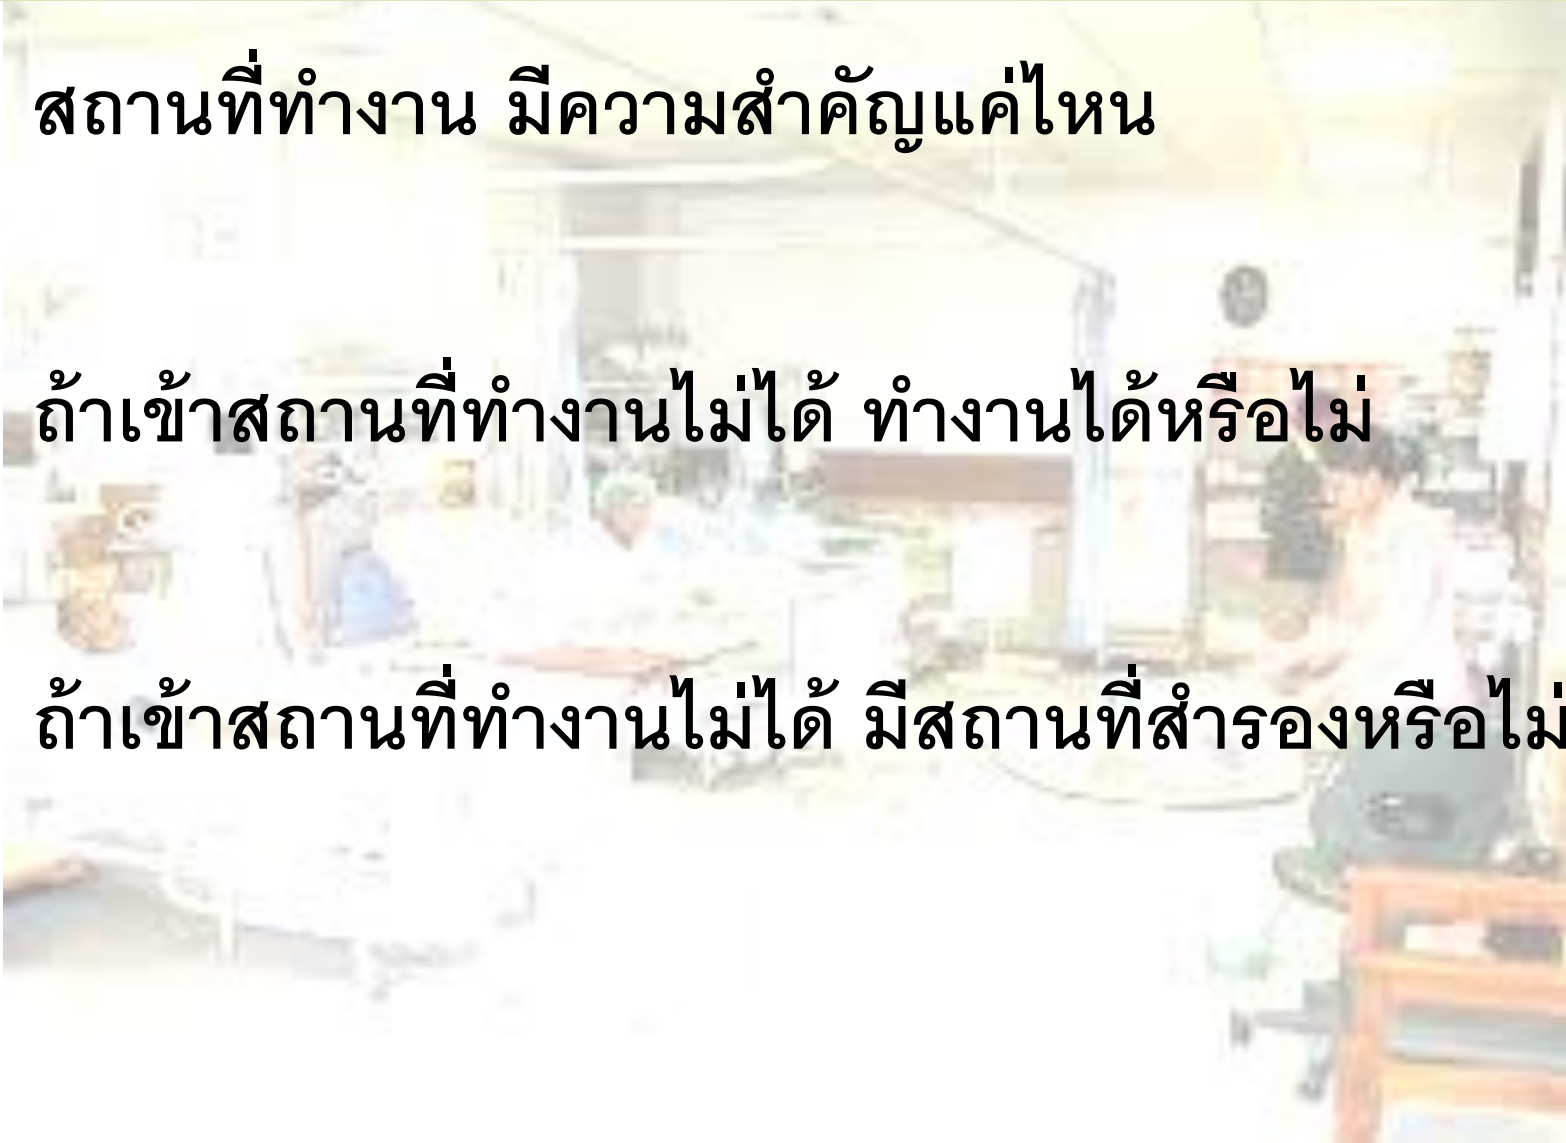 สถานที่ทำงาน มีความสำคัญแค่ไหน
ถ้าเข้าสถานที่ทำงานไม่ได้ ทำงานได้หรือไม่
ถ้าเข้าสถานที่ทำงานไม่ได้ มีสถานที่สำรองหรือไม่